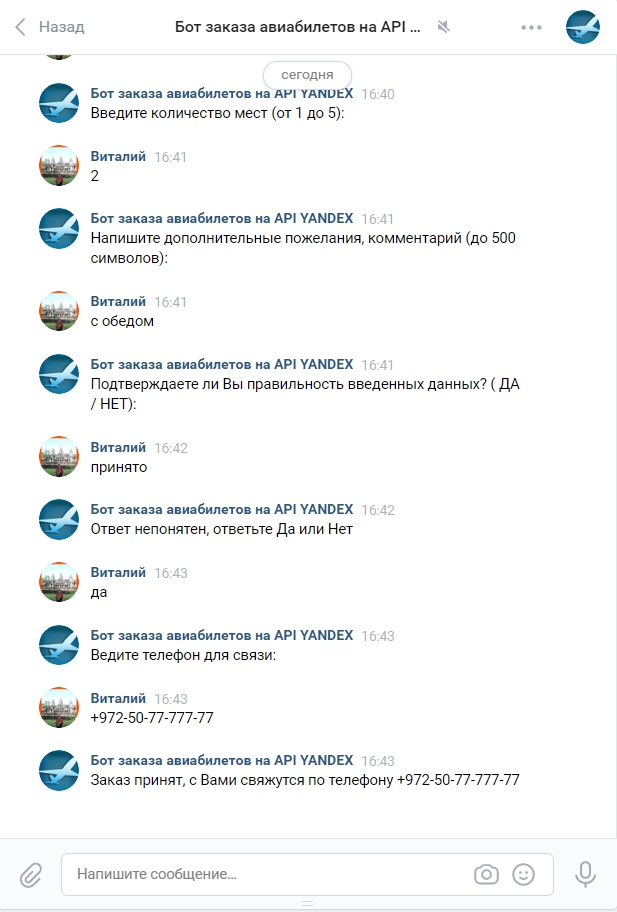 Назад
Бот заказа авиабилетов на API ...
сегодня
Бот заказа авиабилетов на API YANDEX 16:40
Введите количество мест (от 1 до 5):
Виталий 16:41
2
Бот заказа авиабилетов на API YANDEX 16:41
Напишите дополнительные пожелания, комментарий (до 500
символов):
Виталий 16:41
с обедом
Бот заказа авиабилетов на API YANDEX 16:41
Подтверждаете ли Вы правильность введенных данных? ( ДА
/ НЕТ):
Виталий 16:42
принято
Бот заказа авиабилетов на API YANDEX 16:42
Ответ непонятен, ответьте Да или Нет
Виталий 16:43
да
Бот заказа авиабилетов на API YANDEX 16:43
Ведите телефон для связи:
Виталий 16:43
+972-50-77-777-77
Бот заказа авиабилетов на API YANDEX 16:43
Заказ принят, с Вами свяжутся по телефону +972-50-77-777-77
Напишите сообщение...